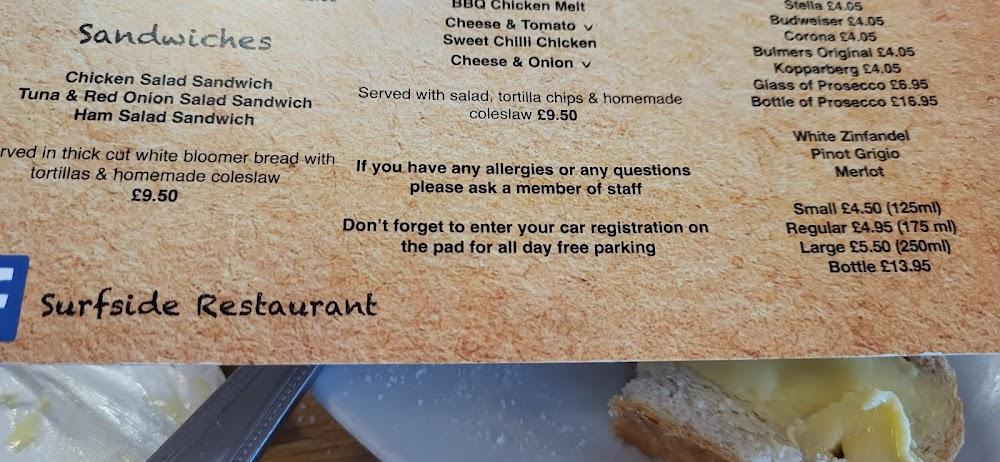 Sandwiches
Chicken Salad Sandwich
Tuna & Red Onion Salad Sandwich
Ham Salad Sandwich
rved in thick cut white bloomer bread with
tortillas & homemade coleslaw
£9.50
BBQ Chicken Melt
Cheese & Tomato v
Sweet Chilli Chicken
Cheese & Onion v
Served with salad, tortilla chips & homemade
coleslaw £9.50
If you have any allergies or any questions
please ask a member of staff
Don't forget to enter your car registration on
the pad for all day free parking
Stella £4.05
Budweiser £4.05
Corona £4.05
Bulmers Original £4.05
Kopparberg £4.05
Glass of Prosecco £6.95
Bottle of Prosecco £16.95
White Zinfandel
Pinot Grigio
Merlot
Small £4.50 (125ml)
Regular £4.95 (175 ml)
Large £5.50 (250ml)
Bottle £13.95
f Surfside Restaurant